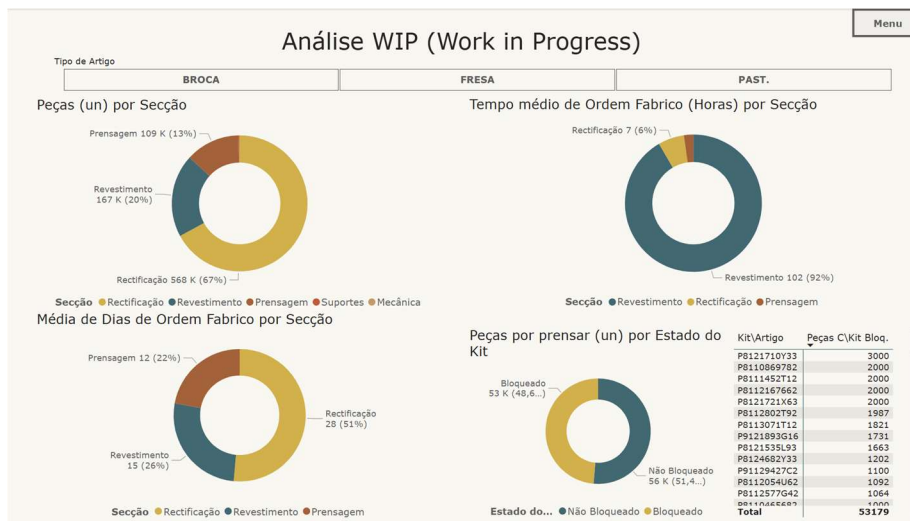 Menu
Análise WIP (Work in Progress)
Tipo de Artigo
BROCA
FRESA
PAST.
Peças (un) por Secção
Prensagem 109 K (13%)
Revestimento
167 K (20%)
Rectificação 568 K (67%)
Secção Rectificação Revestimento Prensagem Suportes Mecânica
Tempo médio de Ordem Fabrico (Horas) por Secção
Rectificação 7 (6%)
Revestimento 102 (92%)
Secção Revestimento Rectificação Prensagem
Média de Dias de Ordem Fabrico por Secção
Prensagem 12 (22%)
Rectificação
28 (51%)
Revestimento
15 (26%)
Secção Rectificação Revestimento Prensagem
Peças por prensar (un) por Estado do
Kit
Bloqueado
53 K (48,6...)
Não Bloqueado
56 K (51,4...)
Estado do... Não Bloqueado Bloqueado
Kit\Artigo Peças C\Kit Bloq.
P8121710Y33 3000
P8110869782 2000
P8111452T12 2000
P8112167662 2000
P8121721X63 2000
P8112802T92 1987
P8113071T12 1821
P9121893G16 1731
P8121535L93 1663
P8124682Y33 1202
P91129427C2 1100
P8112054U62 1092
P8112577G42 1064
P8110465682 1000
Total 53179